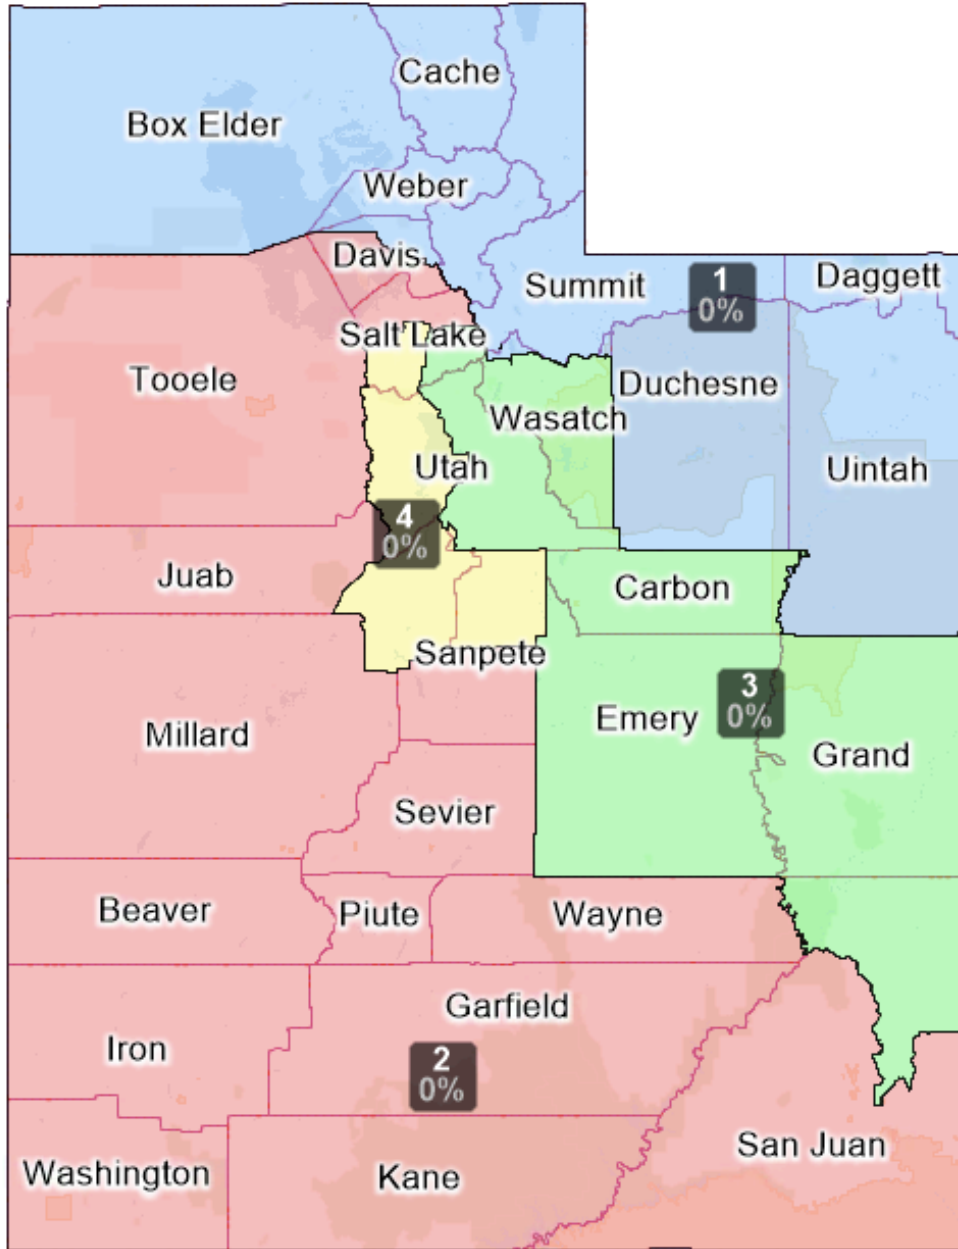 Cache
Box Elder
Weber
Davis
Summit
1
0%
Daggett
Salt Lake
Tooele
Duchesne
Wasatch
Utah
Uintah
4
0%
Juab
Carbon
Sanpete
3
0%
Emery
Millard
Grand
Sevier
Beaver
Piute
Wayne
Garfield
Iron
2
0%
San Juan
Washington
Kane